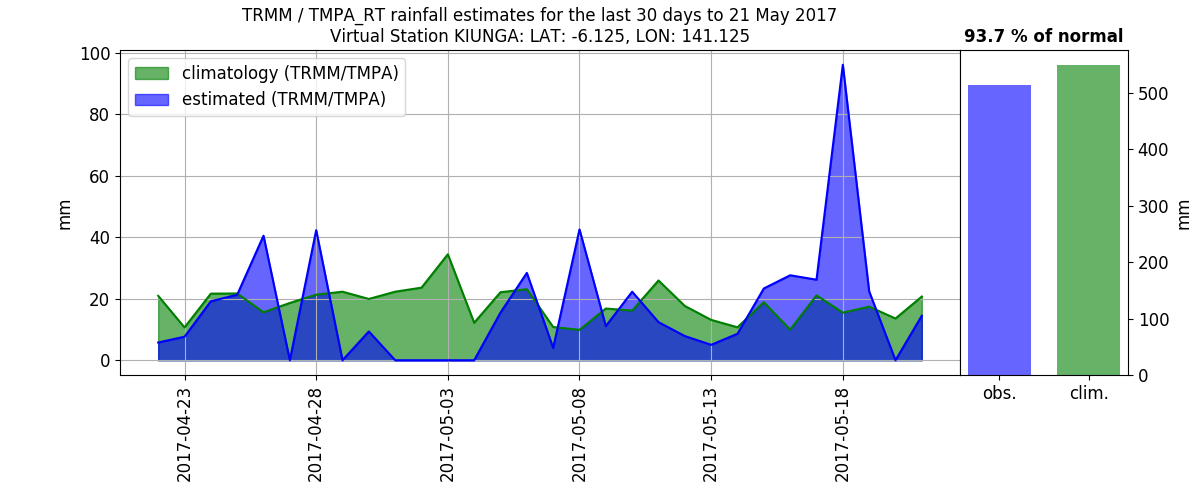 TRMM / TMPA_RT rainfall estimates for the last 30 days to 21 May 2017
Virtual Station KIUNGA: LAT: -6.125, LON: 141.125
93.7 % of normal
climatology (TRMM/TMPA)
estimated (TRMM/TMPA)
100
80
60
40
20
0
mm
2017-04-23
2017-04-28
2017-05-03
2017-05-08
2017-05-13
2017-05-18
500
400
300
200
100
0
mm
obs.
clim.